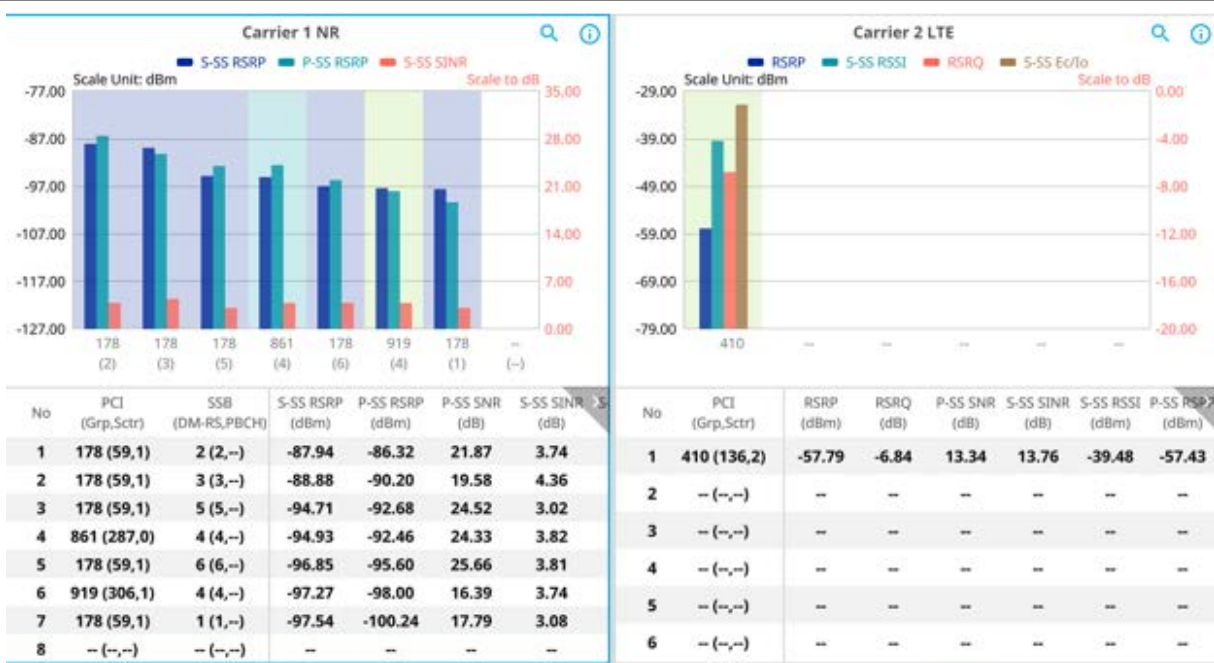 Carrier 1 NR
S-SS RSRP P-SS RSRP S-SS SINR
Scale Unit: dBm Scale to dB
-77.00 35.00
-87.00 28.00
-97.00 21.00
-107.00 14.00
-117.00 7.00
-127.00 0.00
178 178 178 861 178 919 178 --
(2) (3) (5) (4) (6) (4) (1) (--)
No PCI (Grp,Sctr) SSB (DM-RS,PBCH) S-SS RSRP (dBm) P-SS RSRP (dBm) P-SS SNR (dB) S-SS SINR (dB) S-
1 178 (59,1) 2 (2,--) -87.94 -86.32 21.87 3.74
2 178 (59,1) 3 (3,--) -88.88 -90.20 19.58 4.36
3 178 (59,1) 5 (5,--) -94.71 -92.68 24.52 3.02
4 861 (287,0) 4 (4,--) -94.93 -92.46 24.33 3.82
5 178 (59,1) 6 (6,--) -96.85 -95.60 25.66 3.81
6 919 (306,1) 4 (4,--) -97.27 -98.00 16.39 3.74
7 178 (59,1) 1 (1,--) -97.54 -100.24 17.79 3.08
8 -- (--,--) -- (--,--) -- -- -- --
Carrier 2 LTE
RSRP S-SS RSSI RSRQ S-SS Ec/Io
Scale Unit: dBm Scale to dB
-29.00 0.00
-39.00 -4.00
-49.00 -8.00
-59.00 -12.00
-69.00 -16.00
-79.00 -20.00
410 -- -- -- -- --
No PCI (Grp,Sctr) RSRP (dBm) RSRQ (dB) P-SS SNR (dB) S-SS SINR (dB) S-SS RSSI (dBm) P-SS RSRP (dBm)
1 410 (136,2) -57.79 -6.84 13.34 13.76 -39.48 -57.43
2 -- (--,--) -- -- -- -- -- --
3 -- (--,--) -- -- -- -- -- --
4 -- (--,--) -- -- -- -- -- --
5 -- (--,--) -- -- -- -- -- --
6 -- (--,--) -- -- -- -- -- --